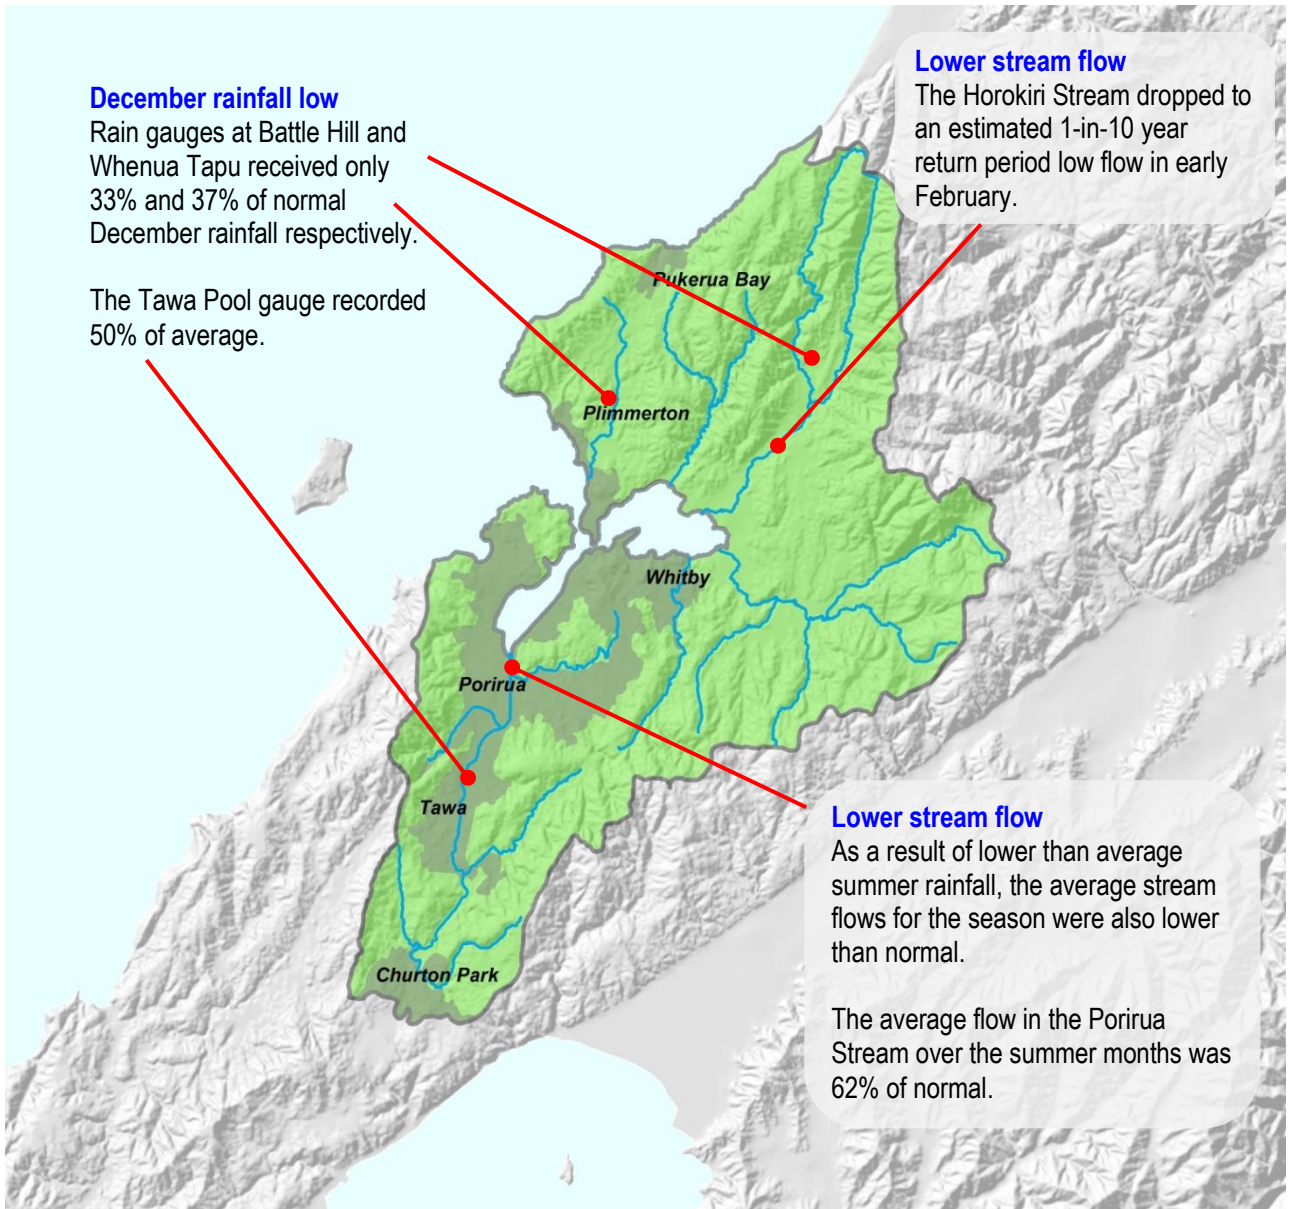 December rainfall low
Rain gauges at Battle Hill and
Whenua Tapu received only
33% and 37% of normal
December rainfall respectively.
The Tawa Pool gauge recorded
50% of average.
Lower stream flow
The Horokiri Stream dropped to
an estimated 1-in-10 year
return period low flow in early
February.
Pukerua Bay
Plimmerton
Whitby
Porirua
Tawa
Churton Park
Lower stream flow
As a result of lower than average
summer rainfall, the average stream
flows for the season were also lower
than normal.
The average flow in the Porirua
Stream over the summer months was
62% of normal.